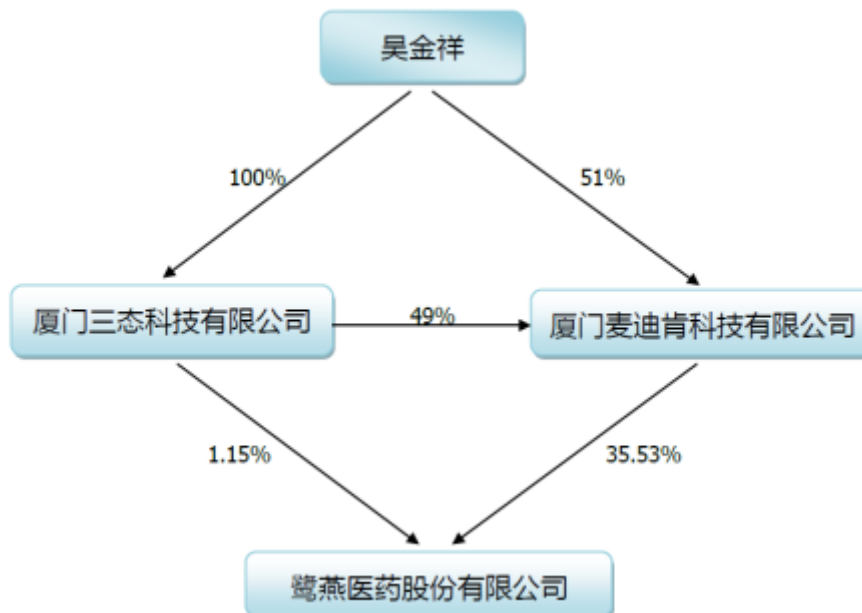 吴金祥
100%
51%
厦门三态科技有限公司
49%
厦门麦迪肯科技有限公司
1.15%
35.53%
鹭燕医药股份有限公司